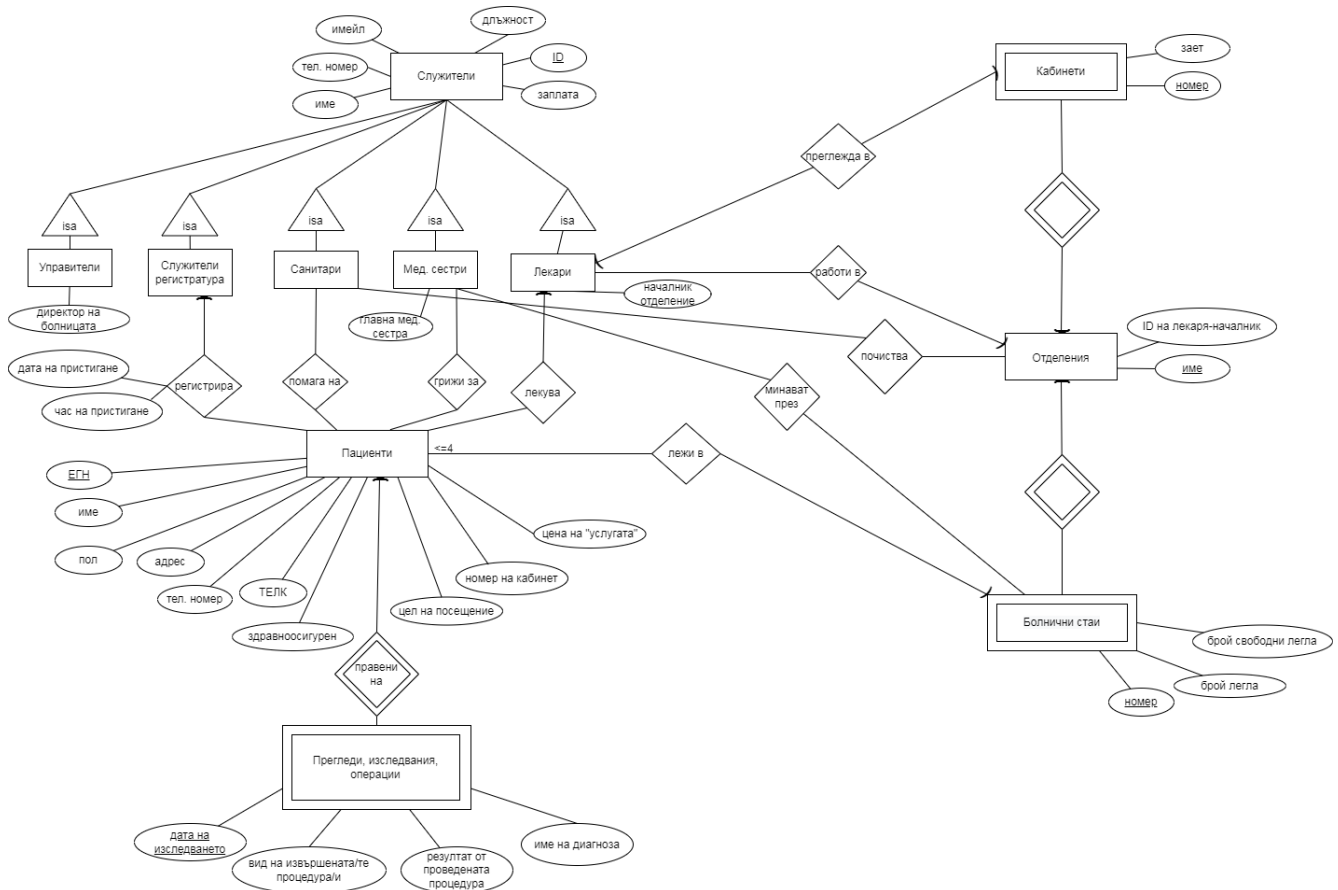 длъжност
имейл
ID
тел. номер
Служители
заплата
име
зает
Кабинети
номер
преглежда в
isa
isa
isa
isa
isa
Управители
Служители
регистратура
Санитари
Мед. сестри
Лекари
работи в
началник
отделение
директор на
болницата
главна мед.
сестра
ID на лекаря-началник
почиства
Отделения
име
дата на пристигане
регистрира
помага на
грижи за
лекува
минават
през
час на пристигане
Пациенти
<=4
лежи в
ЕГН
име
цена на "услугата"
пол
адрес
номер на кабинет
ТЕЛК
тел. номер
цел на посещение
здравноосигурен
Болнични стаи
брой свободни легла
брой легла
номер
правени
на
Прегледи, изследвания,
операции
дата на
изследването
вид на извършената/те
процедура/и
резултат от
проведената
процедура
име на диагноза